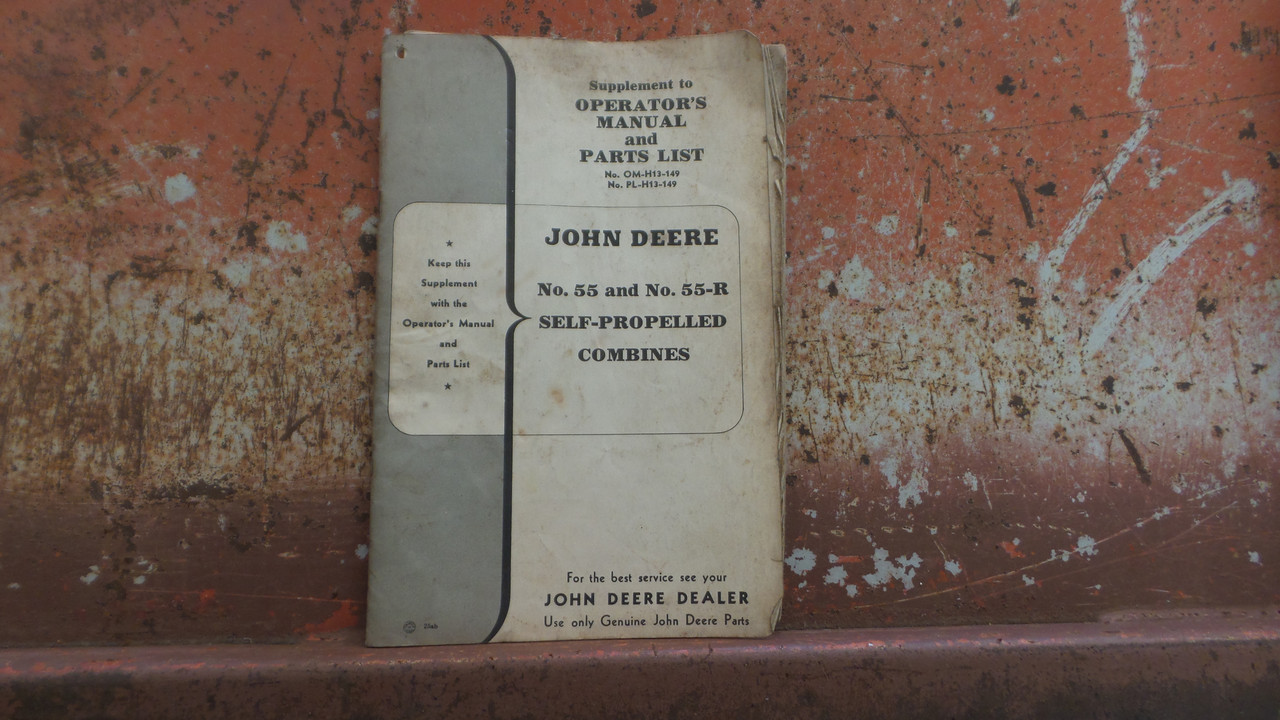 Supplement to
OPERATOR'S
MANUAL
and
PARTS LIST
No. OM-H13-149
No. PL-H13-149
★
Keep this
Supplement
with the
Operator's Manual
and
Parts List
★
JOHN DEERE
No. 55 and No. 55-R
SELF-PROPELLED
COMBINES
For the best service see your
JOHN DEERE DEALER
Use only Genuine John Deere Parts